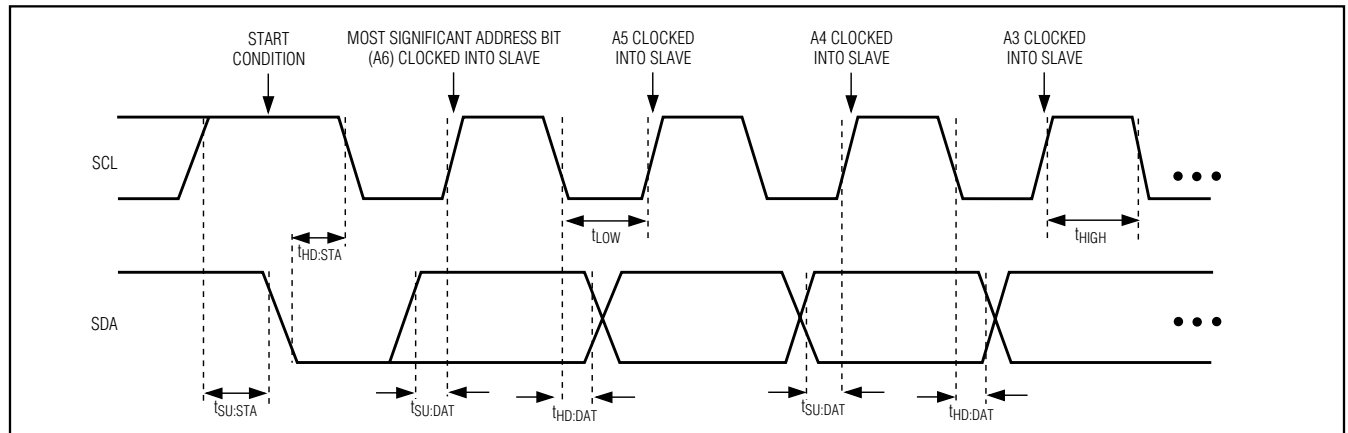 START
CONDITION
MOST SIGNIFICANT ADDRESS BIT
(A6) CLOCKED INTO SLAVE
A5 CLOCKED
INTO SLAVE
A4 CLOCKED
INTO SLAVE
A3 CLOCKED
INTO SLAVE
SCL
tLOW
tHIGH
tHD:STA
SDA
tSU:STA
tSU:DAT
tHD:DAT
tSU:DAT
tHD:DAT